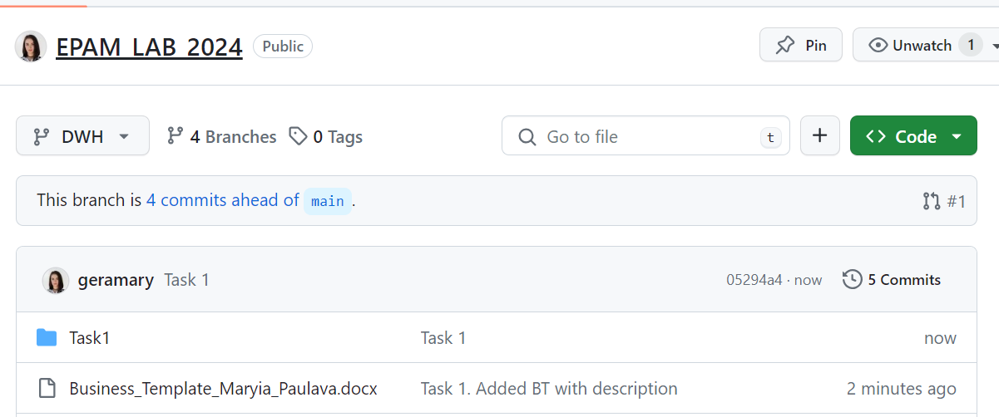 EPAM_LAB_2024 Public Pin Unwatch 1
DWH 4 Branches 0 Tags Go to file t + Code
This branch is 4 commits ahead of main . #1
geramary Task 1 05294a4 · now 5 Commits
Task1 Task 1 now
Business_Template_Maryia_Paulava.docx Task 1. Added BT with description 2 minutes ago